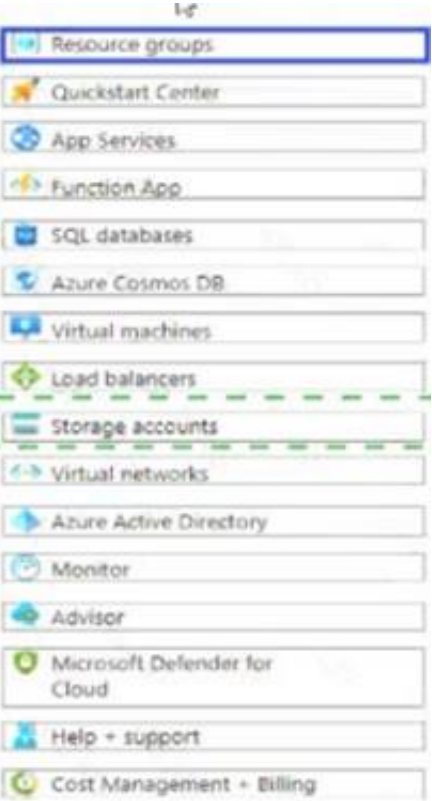 Resource groups
Quickstart Center
App Services
Function App
SQL databases
Azure Cosmos DB
Virtual machines
Load balancers
Storage accounts
Virtual networks
Azure Active Directory
Monitor
Advisor
Microsoft Defender for
Cloud
Help + support
Cost Management + Billing